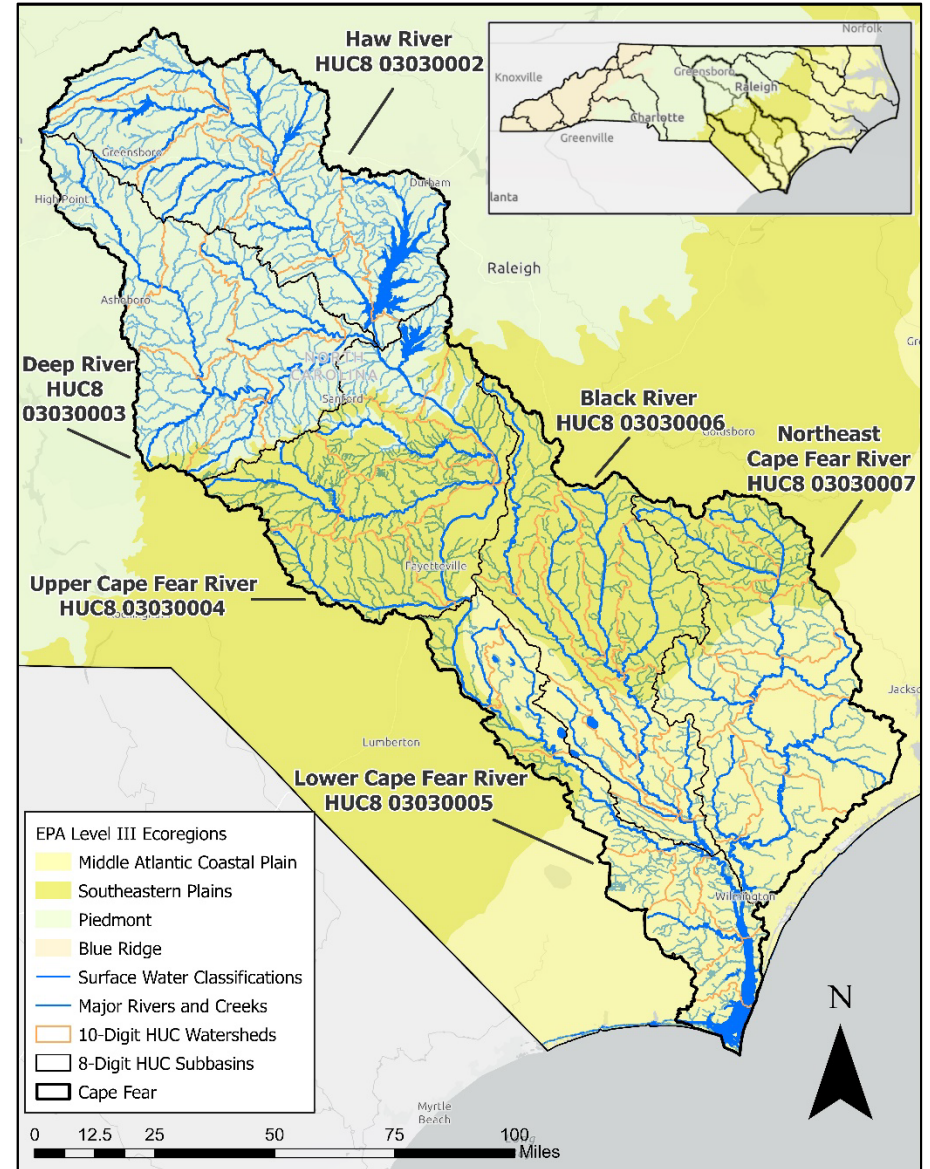 Haw River
HUC8 03030002
Norfolk
Knoxville
Greensboro
Raleigh
Charlotte
Greenville
lanta
Greensboro
Durham
High Point
Raleigh
Asheboro
NORTH
CAROLINA
Deep River
HUC8
03030003
Sanford
Black River
HUC8 03030006
Goldsboro
Northeast
Cape Fear River
HUC8 03030007
Fayetteville
Upper Cape Fear River
HUC8 03030004
Jacks
Lumberton
Lower Cape Fear River
HUC8 03030005
Wilmington
EPA Level III Ecoregions
Middle Atlantic Coastal Plain
Southeastern Plains
Piedmont
Blue Ridge
Surface Water Classifications
Major Rivers and Creeks
10-Digit HUC Watersheds
8-Digit HUC Subbasins
Cape Fear
N
Myrtle
Beach
0 12.5 25 50 75 100
Miles